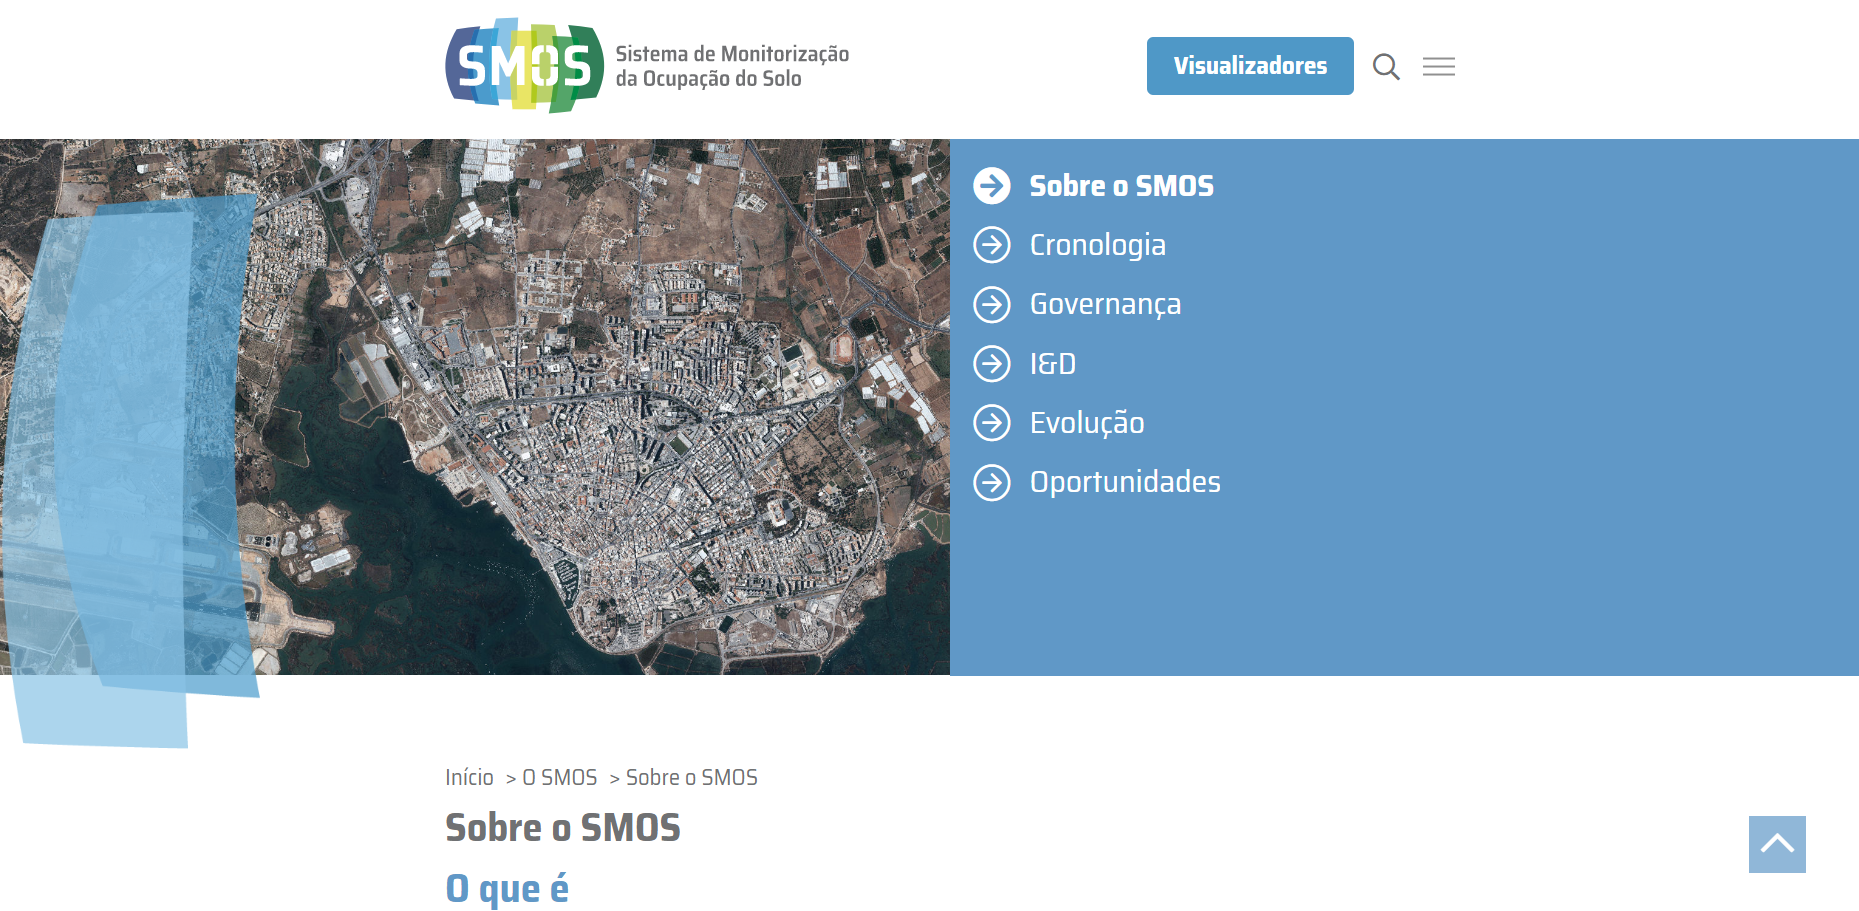 SMOS
Sistema de Monitorização
da Ocupação do Solo
Visualizadores
Sobre o SMOS
Cronologia
Governança
I&D
Evolução
Oportunidades
Início > O SMOS > Sobre o SMOS
Sobre o SMOS
O que é